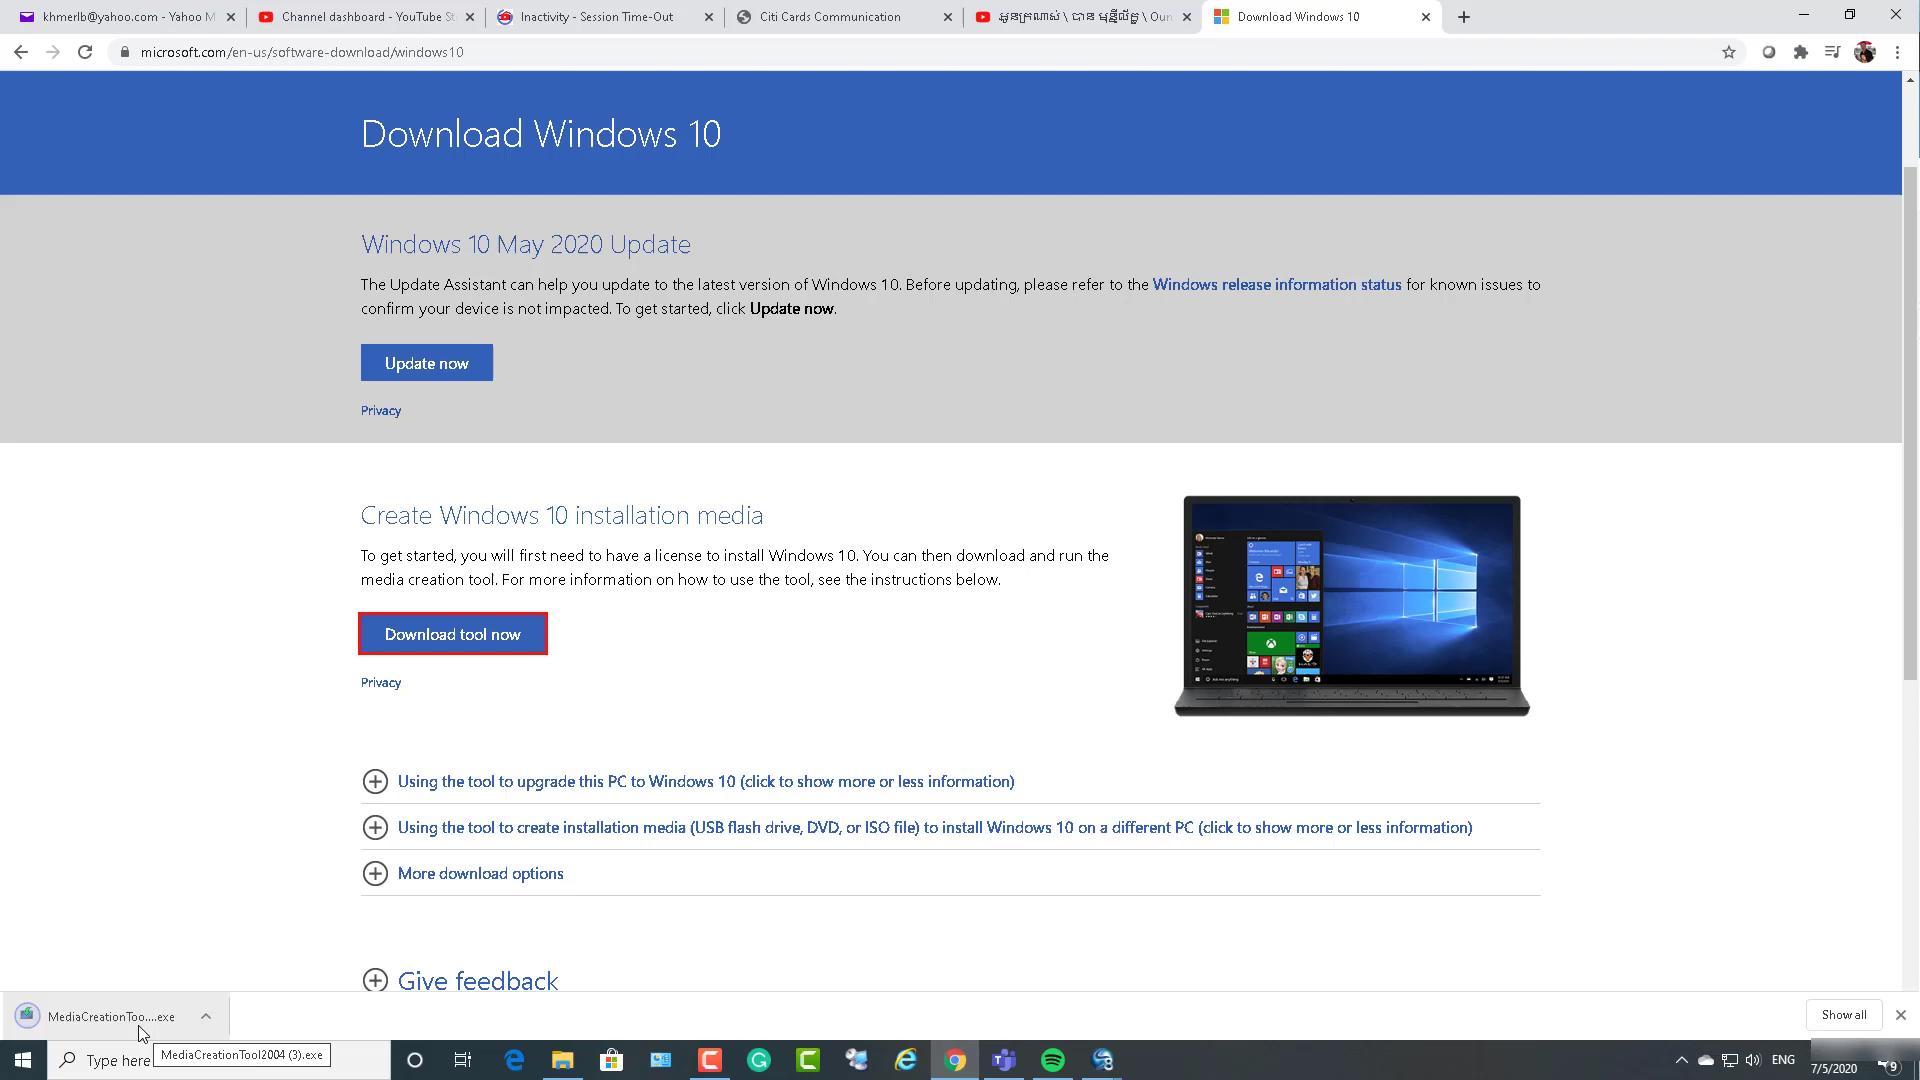 khmerlb@yahoo.com - Yahoo M
Channel dashboard - YouTube St
Inactivity - Session Time-Out
Citi Cards Communication
Download Windows 10
microsoft.com/en-us/software-download/windows10
Download Windows 10
Windows 10 May 2020 Update
The Update Assistant can help you update to the latest version of Windows 10. Before updating, please refer to the Windows release information status for known issues to
confirm your device is not impacted. To get started, click Update now.
Update now
Privacy
Create Windows 10 installation media
To get started, you will first need to have a license to install Windows 10. You can then download and run the
media creation tool. For more information on how to use the tool, see the instructions below.
Download tool now
Privacy
Using the tool to upgrade this PC to Windows 10 (click to show more or less information)
Using the tool to create installation media (USB flash drive, DVD, or ISO file) to install Windows 10 on a different PC (click to show more or less information)
More download options
Give feedback
MediaCreationToo....exe
Show all
Type here
MediaCreationTool2004 (3).exe
ENG
7/5/2020
9